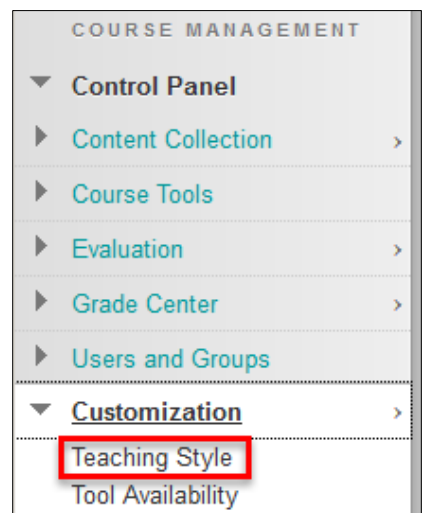 COURSE MANAGEMENT
Control Panel
Content Collection
Course Tools
Evaluation
Grade Center
Users and Groups
Customization
Teaching Style
Tool Availability